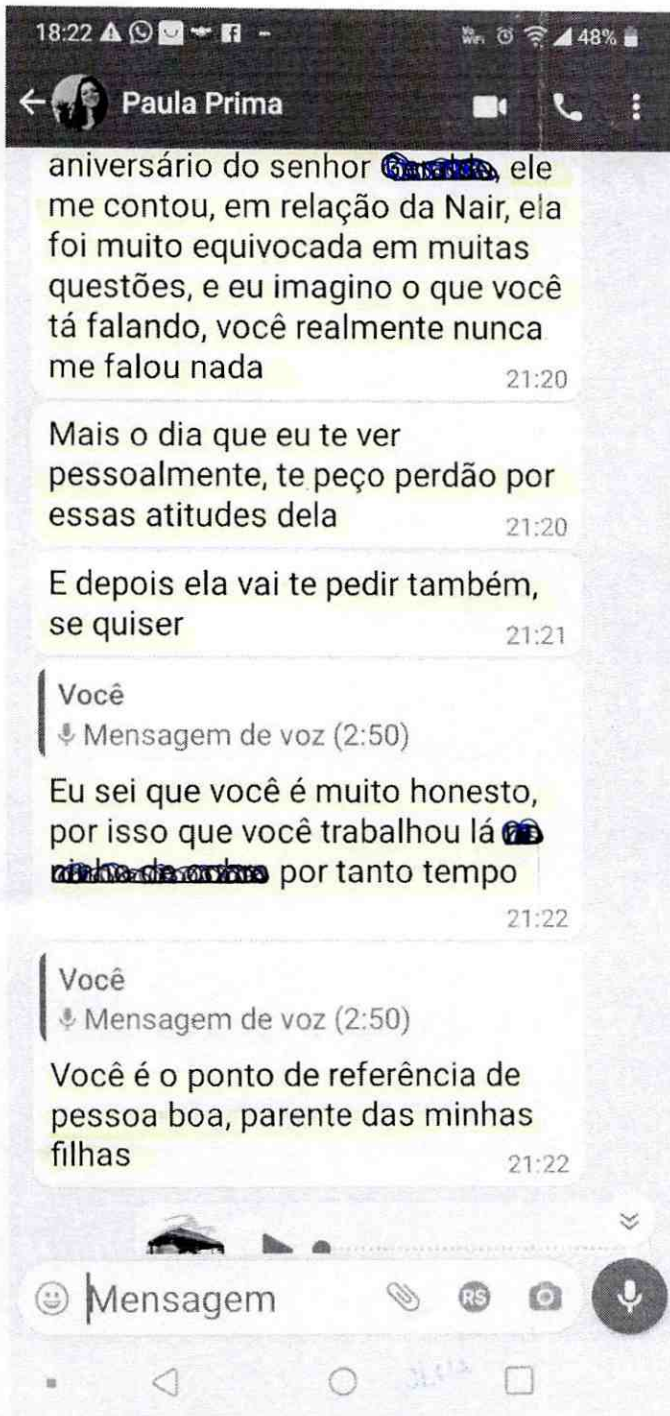 18:22
48%
Paula Prima
aniversário do senhor ele
me contou, em relação da Nair, ela
foi muito equivocada em muitas
questões, e eu imagino o que você
tá falando, você realmente nunca
me falou nada
21:20
Mais o dia que eu te ver
pessoalmente, te peço perdão por
essas atitudes dela
21:20
E depois ela vai te pedir também,
se quiser
21:21
Você
Mensagem de voz (2:50)
Eu sei que você é muito honesto,
por isso que você trabalhou lá
por tanto tempo
21:22
Você
Mensagem de voz (2:50)
Você é o ponto de referência de
pessoa boa, parente das minhas
filhas
21:22
Mensagem
R$